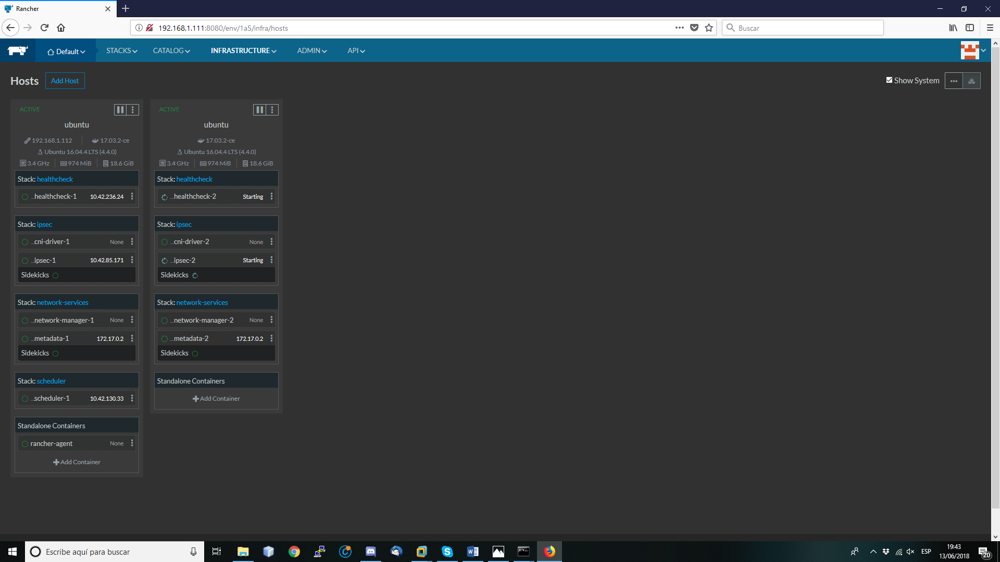 Rancher
192.168.1.111:8080/env/1a5/infra/hosts
Buscar
Default STACKS CATALOG INFRASTRUCTURE ADMIN API
Hosts Add Host Show System
ACTIVE
ubuntu
192.168.1.112 17.03.2-ce
Ubuntu 16.04.4 LTS (4.4.0)
3.4 GHz 974 MiB 18.6 GiB
Stack: healthcheck
...healthcheck-1 10.42.236.24
Stack: ipsec
...cni-driver-1 None
...ipsec-1 10.42.85.171
Sidekicks
Stack: network-services
...network-manager-1 None
...metadata-1 172.17.0.2
Sidekicks
Stack: scheduler
...scheduler-1 10.42.130.33
Standalone Containers
rancher-agent None
Add Container
ACTIVE
ubuntu
17.03.2-ce
Ubuntu 16.04.4 LTS (4.4.0)
3.4 GHz 974 MiB 18.6 GiB
Stack: healthcheck
...healthcheck-2 Starting
Stack: ipsec
...cni-driver-2 None
...ipsec-2 Starting
Sidekicks
Stack: network-services
...network-manager-2 None
...metadata-2 172.17.0.2
Sidekicks
Standalone Containers
Add Container
Escribe aquí para buscar
ESP
19:43
13/06/2018
20